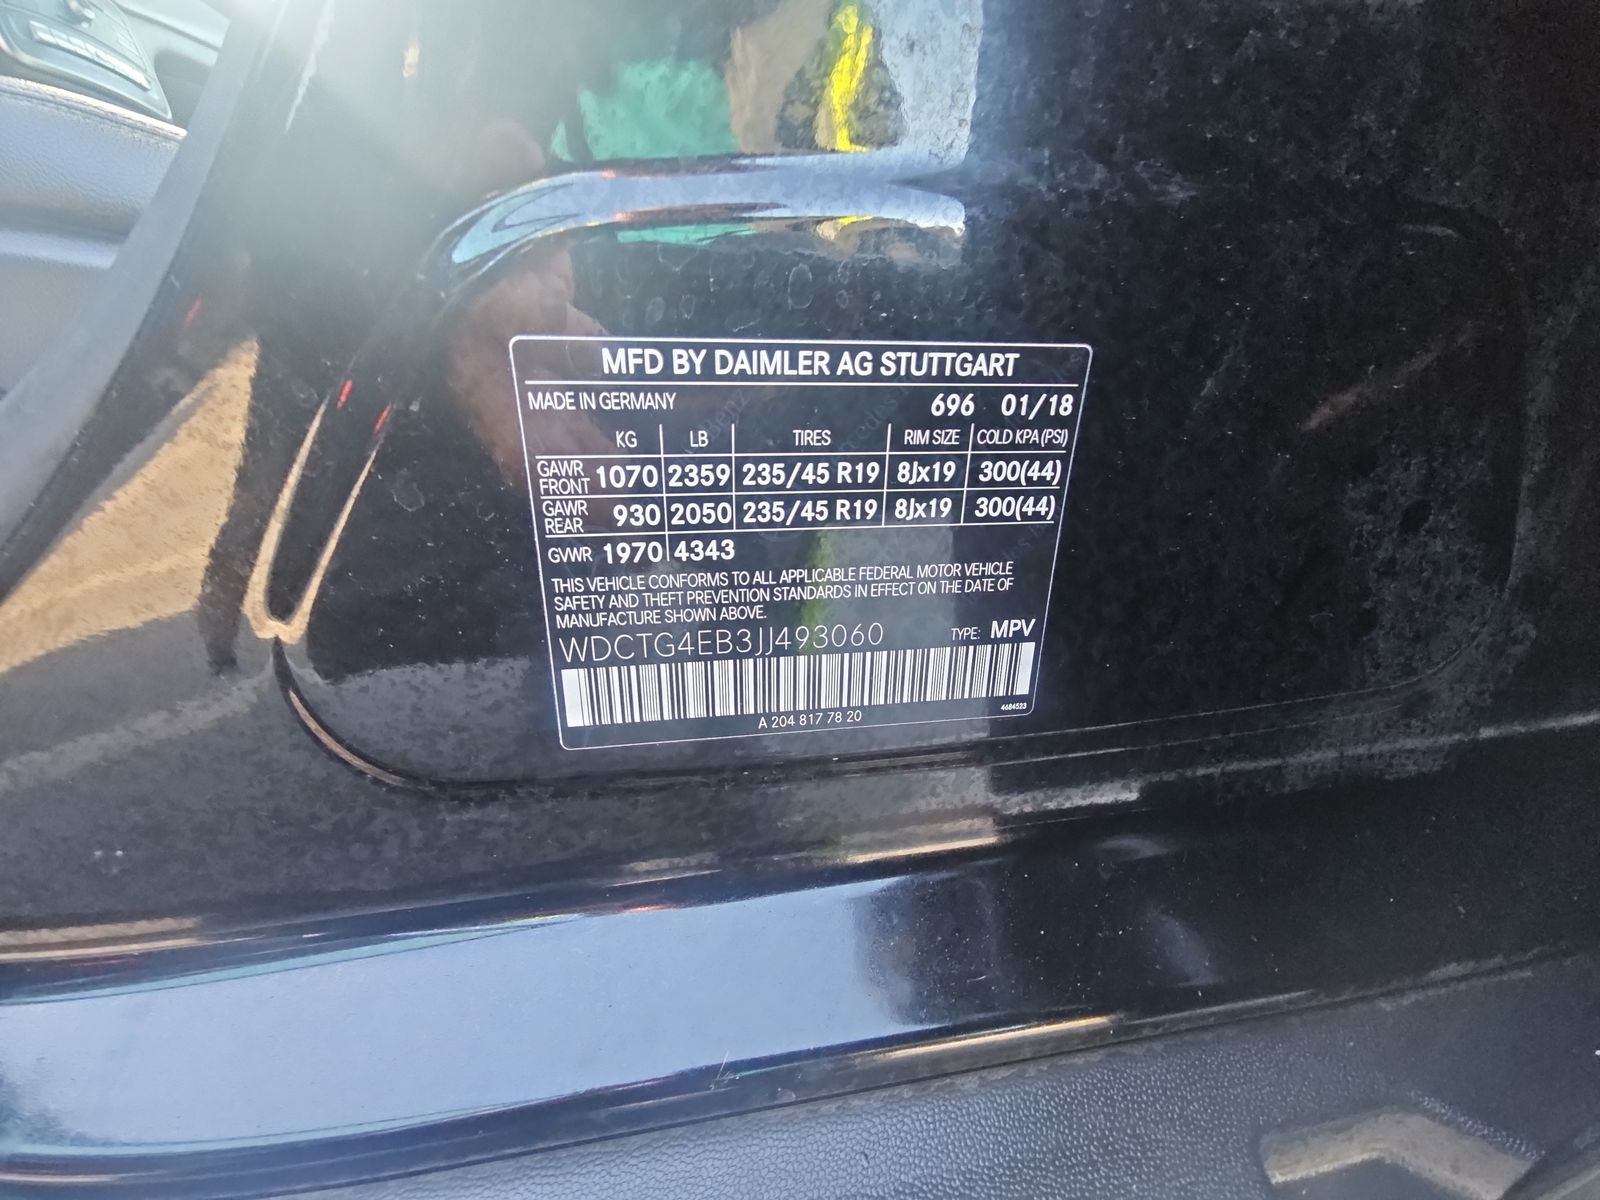 MFD BY DAIMLER AG STUTTGART
MADE IN GERMANY 696 01/18
KG LB TIRES RIM SIZE COLD KPA (PSI)
GAWR FRONT 1070 2359 235/45 R19 8Jx19 300(44)
GAWR REAR 930 2050 235/45 R19 8Jx19 300(44)
GVWR 1970 4343
THIS VEHICLE CONFORMS TO ALL APPLICABLE FEDERAL MOTOR VEHICLE
SAFETY AND THEFT PREVENTION STANDARDS IN EFFECT ON THE DATE OF
MANUFACTURE SHOWN ABOVE.
WDCTG4EB3JJ493060 TYPE: MPV
A 204 817 78 20 4684523